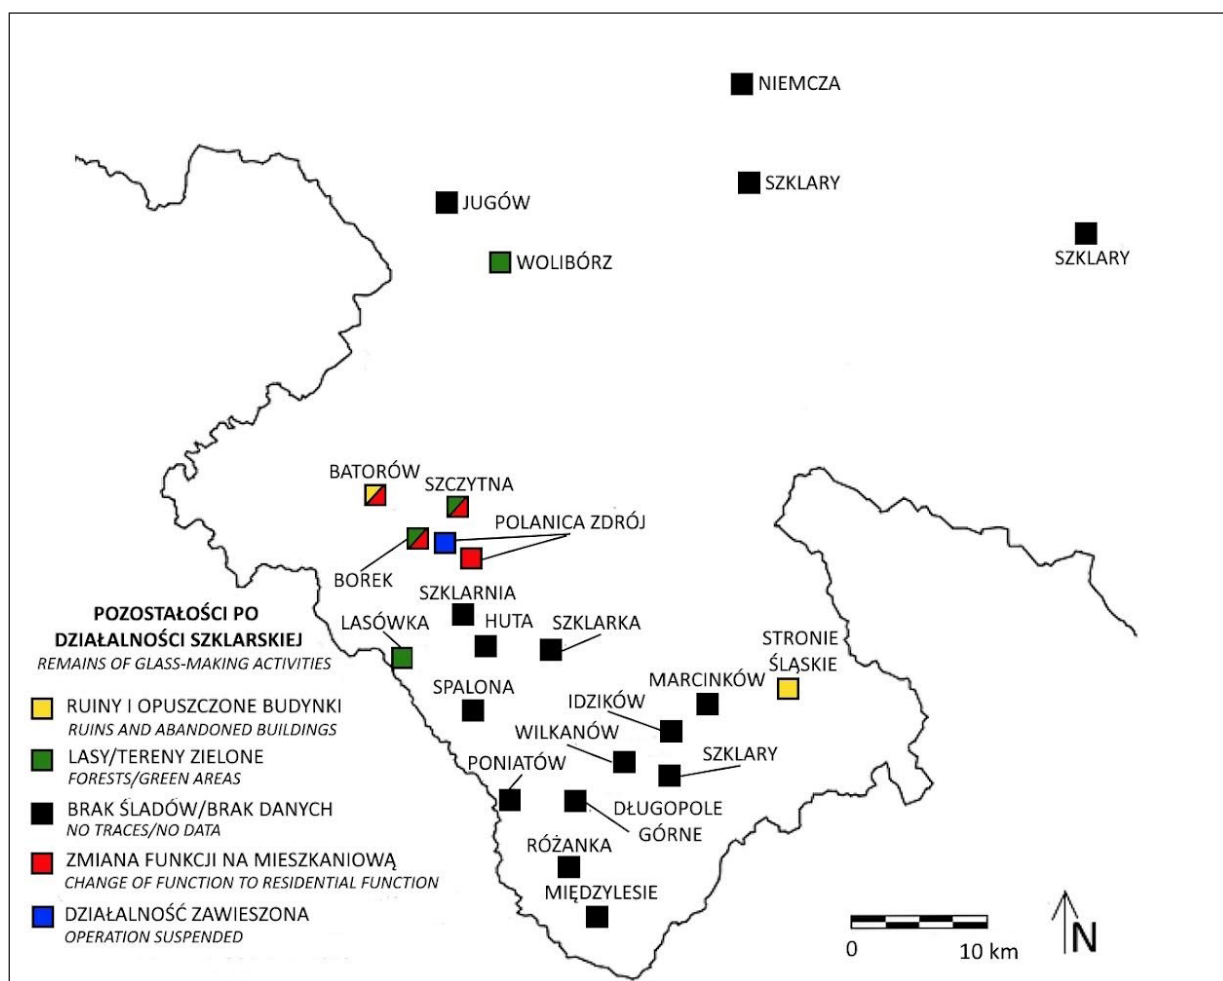 NIEMCZA
SZKLARY
JUGÓW
SZKLARY
WOLIBÓRZ
BATORÓW
SZCZYTNA
POLANICA ZDRÓJ
BOREK
SZKLARNIA
HUTA
SZKLARKA
LASÓWKA
STRONIE
ŚLĄSKIE
MARCINKÓW
SPALONA
IDZIKÓW
WILKANÓW
SZKLARY
PONIATÓW
DŁUGOPOLE
GÓRNE
RÓŻANKA
MIĘDZYLESIE
POZOSTAŁOŚCI PO
DZIAŁALNOŚCI SZKLARSKIEJ
REMAINS OF GLASS-MAKING ACTIVITIES
RUINY I OPUSZCZONE BUDYNKI
RUINS AND ABANDONED BUILDINGS
LASY/TERENY ZIELONE
FORESTS/GREEN AREAS
BRAK ŚLADÓW/BRAK DANYCH
NO TRACES/NO DATA
ZMIANA FUNKCJI NA MIESZKANIOWĄ
CHANGE OF FUNCTION TO RESIDENTIAL FUNCTION
DZIAŁALNOŚĆ ZAWIESZONA
OPERATION SUSPENDED
0 10 km
N